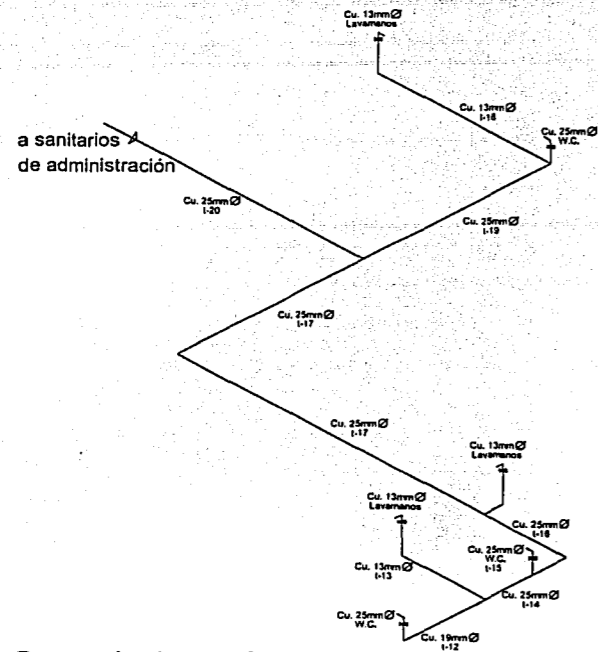 Cu. 13mm Ø
Lavamanos
Cu. 13mm Ø
t-18
Cu. 25mm Ø
W.C.
a sanitarios
de administración
Cu. 25mm Ø
t-20
Cu. 25mm Ø
t-19
Cu. 25mm Ø
t-17
Cu. 25mm Ø
t-17
Cu. 13mm Ø
Lavamanos
Cu. 13mm Ø
Lavamanos
Cu. 25mm Ø
t-16
Cu. 25mm Ø
W.C.
t-15
Cu. 13mm Ø
t-13
Cu. 25mm Ø
t-14
Cu. 25mm Ø
W.C.
Cu. 19mm Ø
t-12